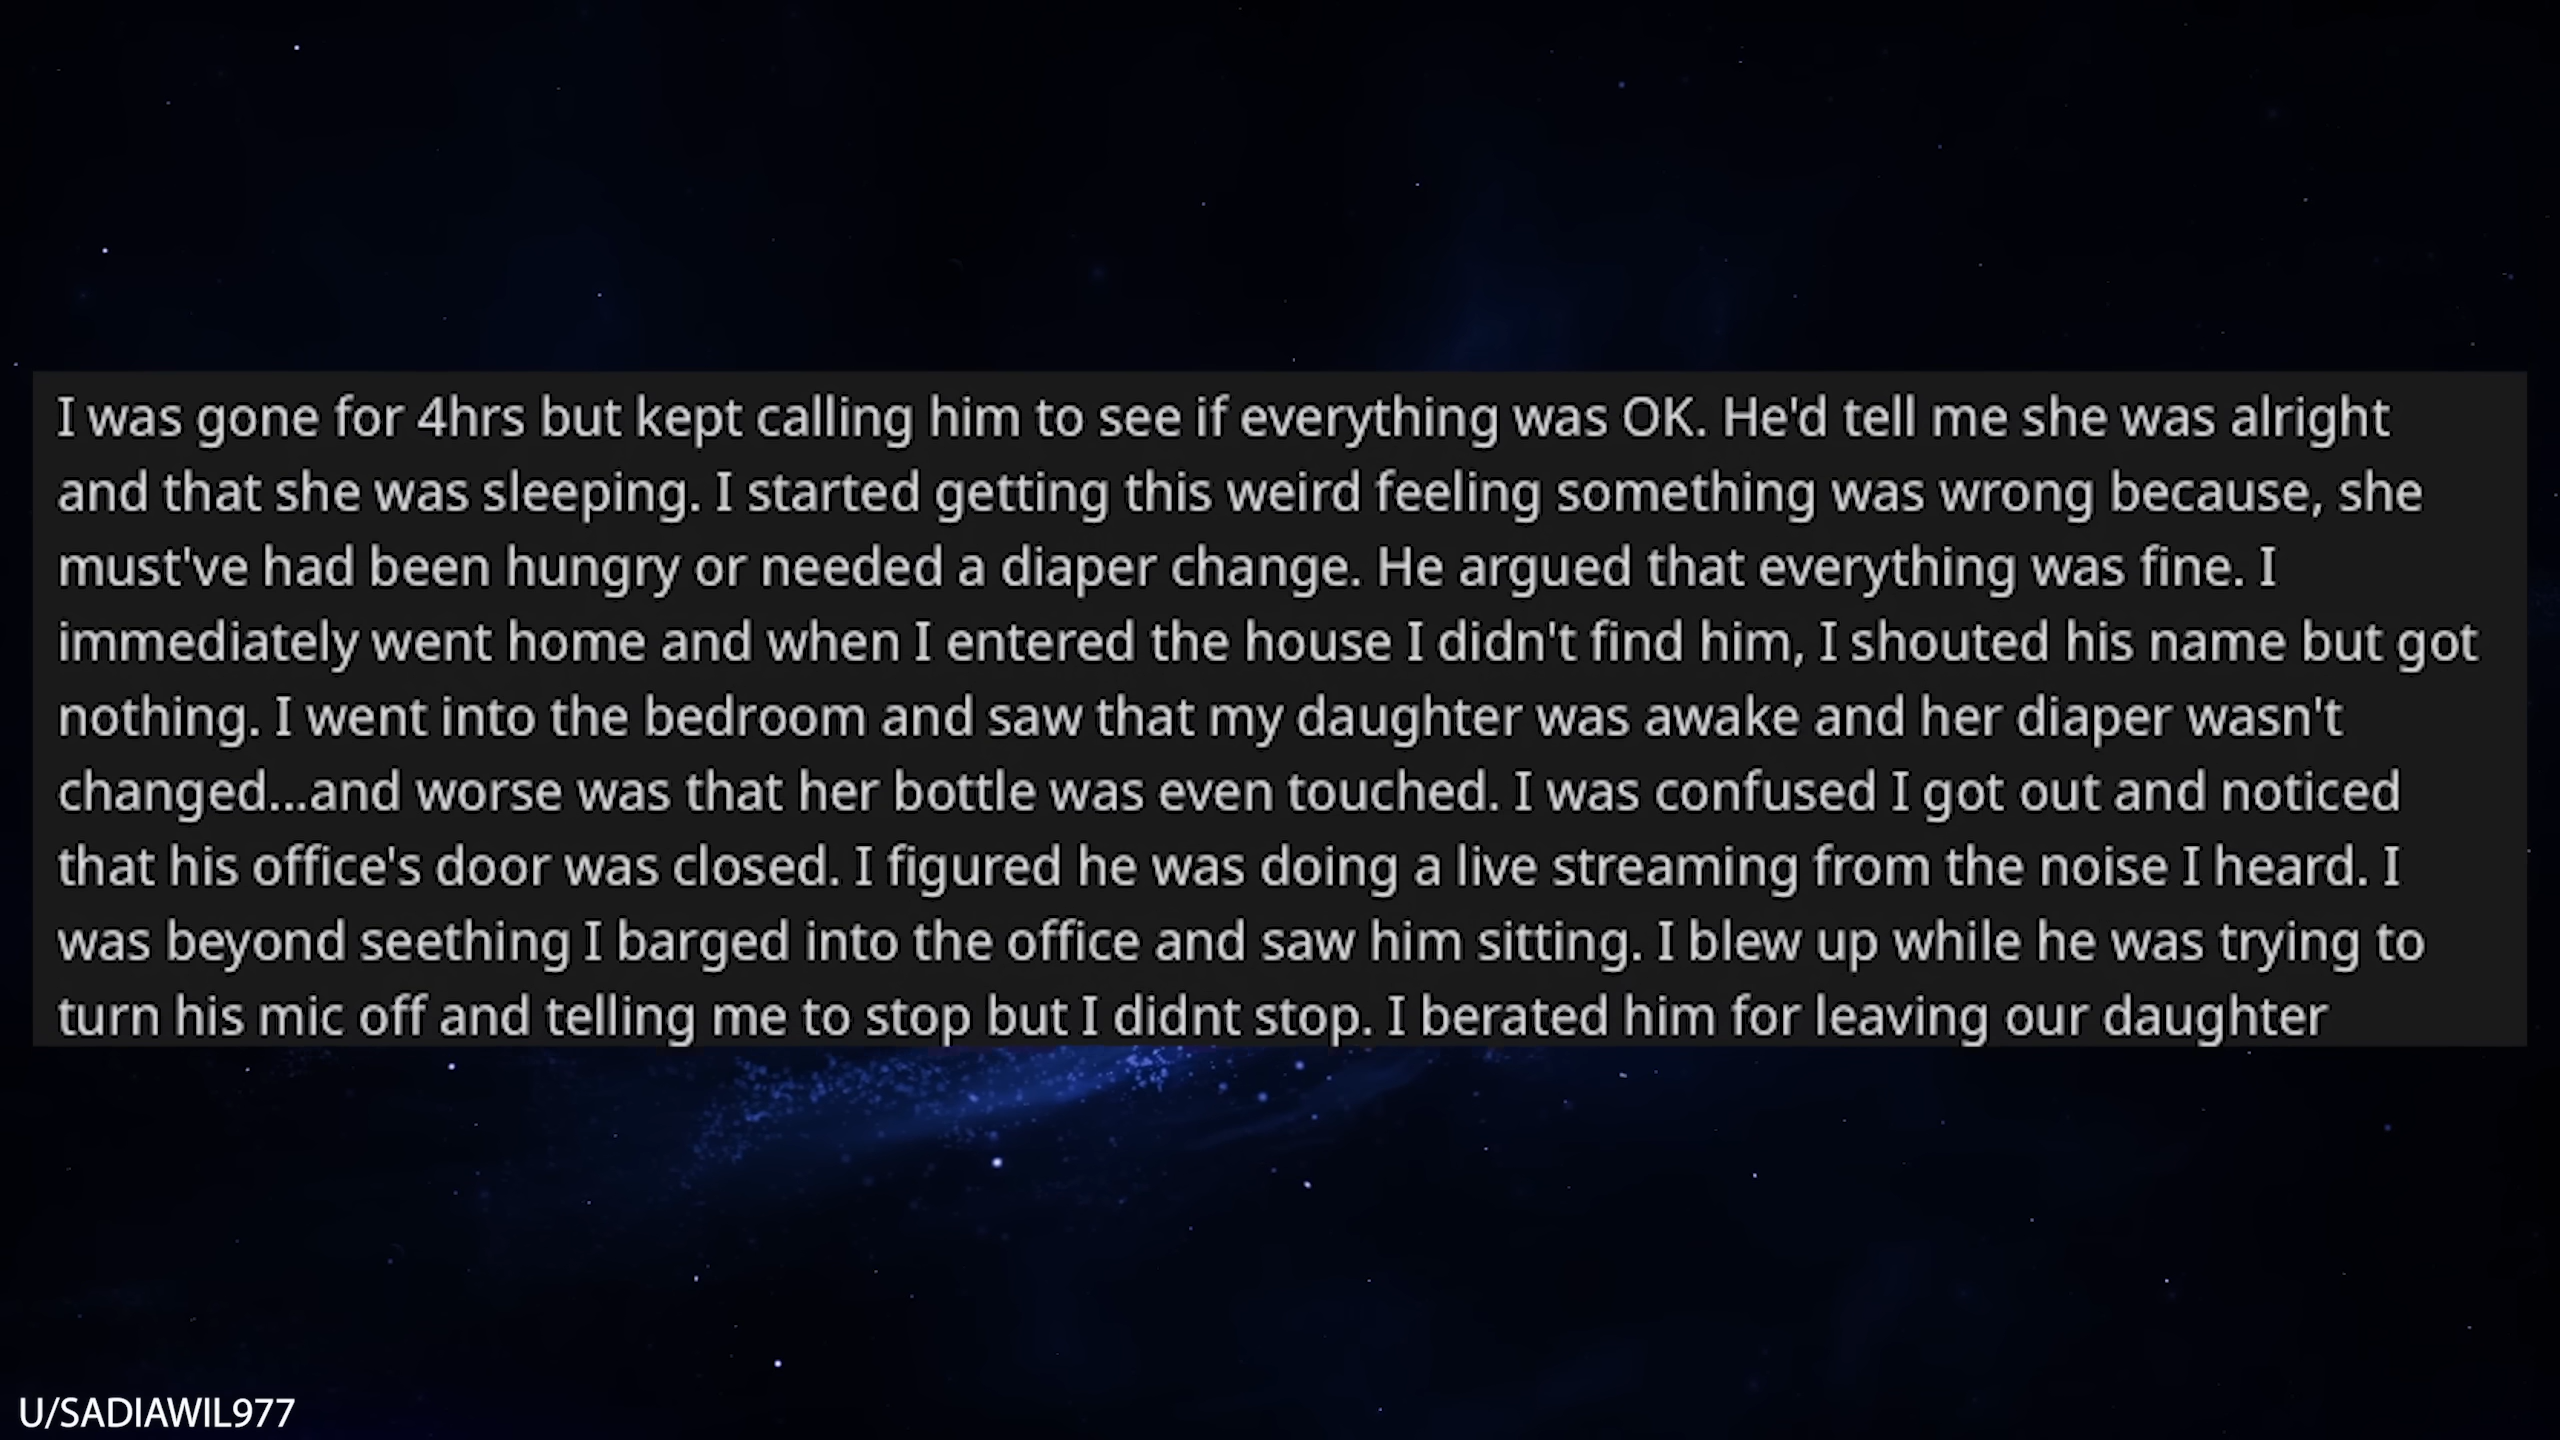 I was gone for 4hrs but kept calling him to see if everything was OK. He'd tell me she was alright
and that she was sleeping. I started getting this weird feeling something was wrong because, she
must've had been hungry or needed a diaper change. He argued that everything was fine. I
immediately went home and when I entered the house I didn't find him, I shouted his name but got
nothing. I went into the bedroom and saw that my daughter was awake and her diaper wasn't
changed...and worse was that her bottle was even touched. I was confused I got out and noticed
that his office's door was closed. I figured he was doing a live streaming from the noise I heard. I
was beyond seething I barged into the office and saw him sitting. I blew up while he was trying to
turn his mic off and telling me to stop but I didnt stop. I berated him for leaving our daughter
U/SADIAWIL977